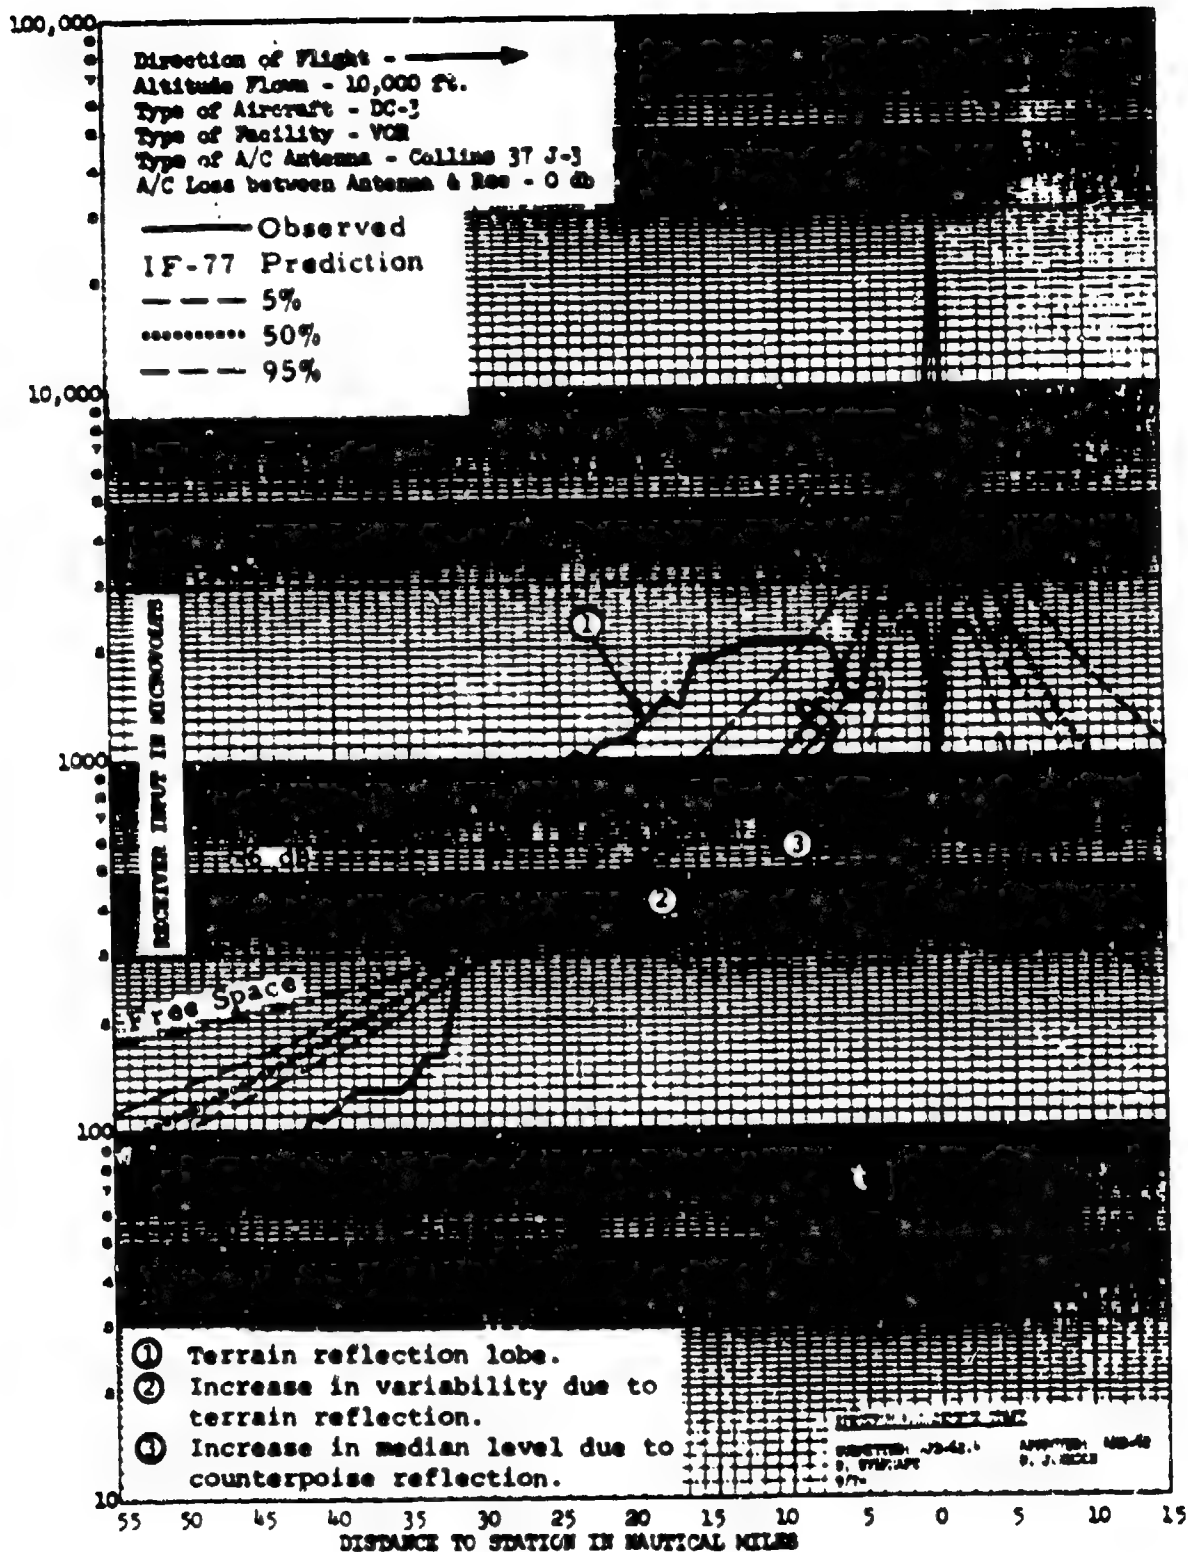 100,000
Direction of Flight -
Altitude Flown - 10,000 ft.
Type of Aircraft - DC-3
Type of Facility - VOR
Type of A/C Antenna - Collins 37 J-3
A/C Loss between Antenna & Rec - 0 db
Observed
IF-77 Prediction
5%
50%
95%
10,000
1
1000
RECEIVER INPUT IN MICROVOLTS
3
2
Free Space
100
1 Terrain reflection lobe.
2 Increase in variability due to
terrain reflection.
3 Increase in median level due to
counterpoise reflection.
10
55 50 45 40 35 30 25 20 15 10 5 0 5 10 15
DISTANCE TO STATION IN NAUTICAL MILES